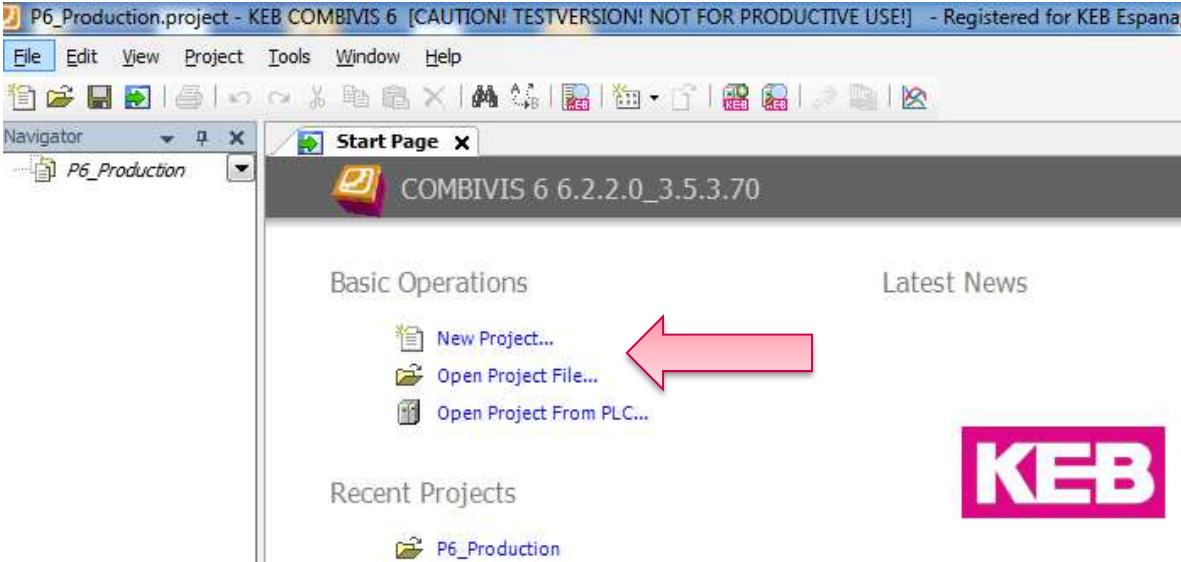 P6_Production.project - KEB COMBIVIS 6 [CAUTION! TESTVERSION! NOT FOR PRODUCTIVE USE!] - Registered for KEB Espana
File Edit View Project Tools Window Help
Navigator
Start Page
P6_Production
COMBIVIS 6 6.2.2.0_3.5.3.70
Basic Operations
Latest News
New Project...
Open Project File...
Open Project From PLC...
KEB
Recent Projects
P6_Production